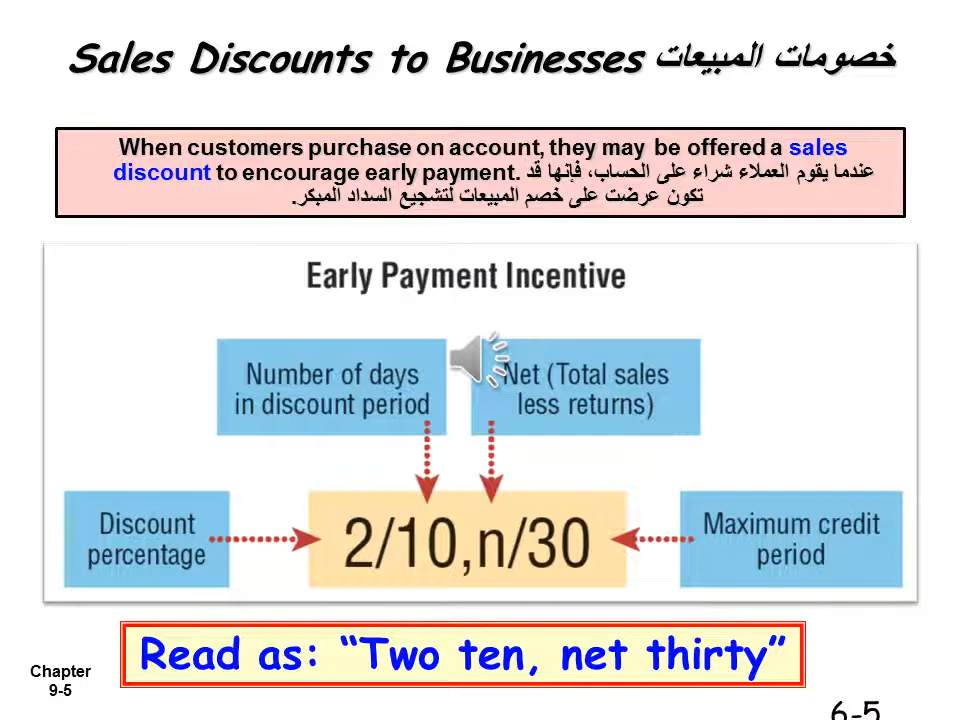 Sales Discounts to Businesses خصومات المبيعات
When customers purchase on account, they may be offered a sales
discount to encourage early payment. عندما يقوم العملاء شراء على الحساب، فإنها قد
تكون عرضت على خصم المبيعات لتشجيع السداد المبكر.
Early Payment Incentive
Number of days
in discount period
Net (Total sales
less returns)
Discount
percentage
2/10,n/30
Maximum credit
period
Read as: “Two ten, net thirty”
Chapter
9-5
6-5